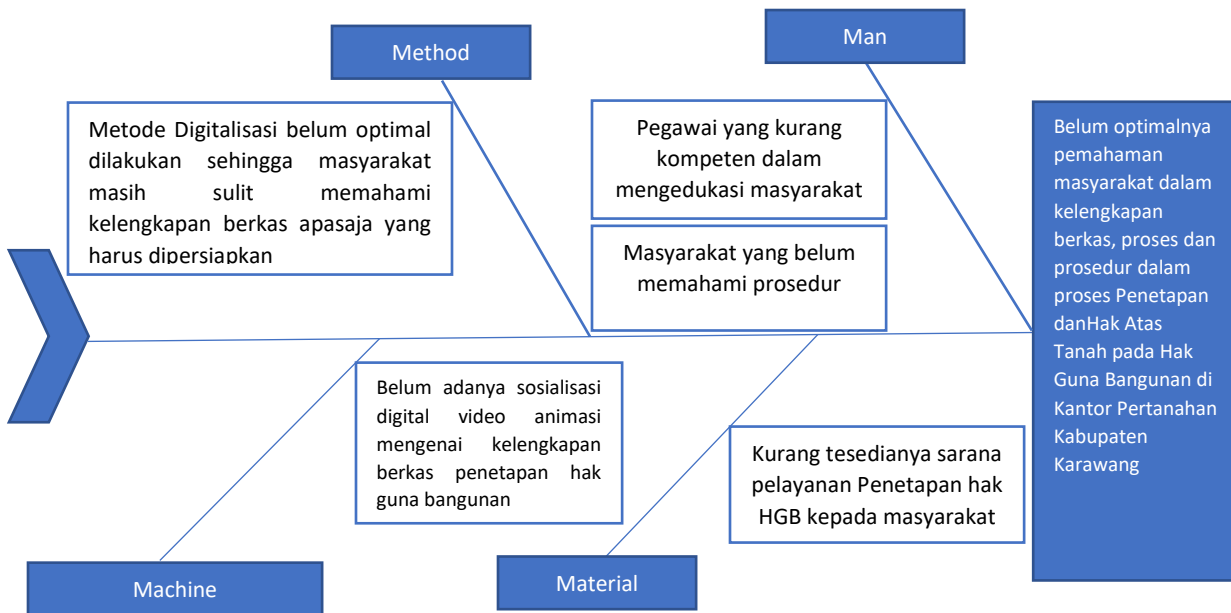 Method
Man
Metode Digitalisasi belum optimal
dilakukan sehingga masyarakat
masih sulit memahami
kelengkapan berkas apasaja yang
harus dipersiapkan
Pegawai yang kurang
kompeten dalam
mengedukasi masyarakat
Masyarakat yang belum
memahami prosedur
Belum optimalnya
pemahaman
masyarakat dalam
kelengkapan
berkas, proses dan
prosedur dalam
proses Penetapan
danHak Atas
Tanah pada Hak
Guna Bangunan di
Kantor Pertanahan
Kabupaten
Karawang
Belum adanya sosialisasi
digital video animasi
mengenai kelengkapan
berkas penetapan hak
guna bangunan
Kurang tesedianya sarana
pelayanan Penetapan hak
HGB kepada masyarakat
Machine
Material